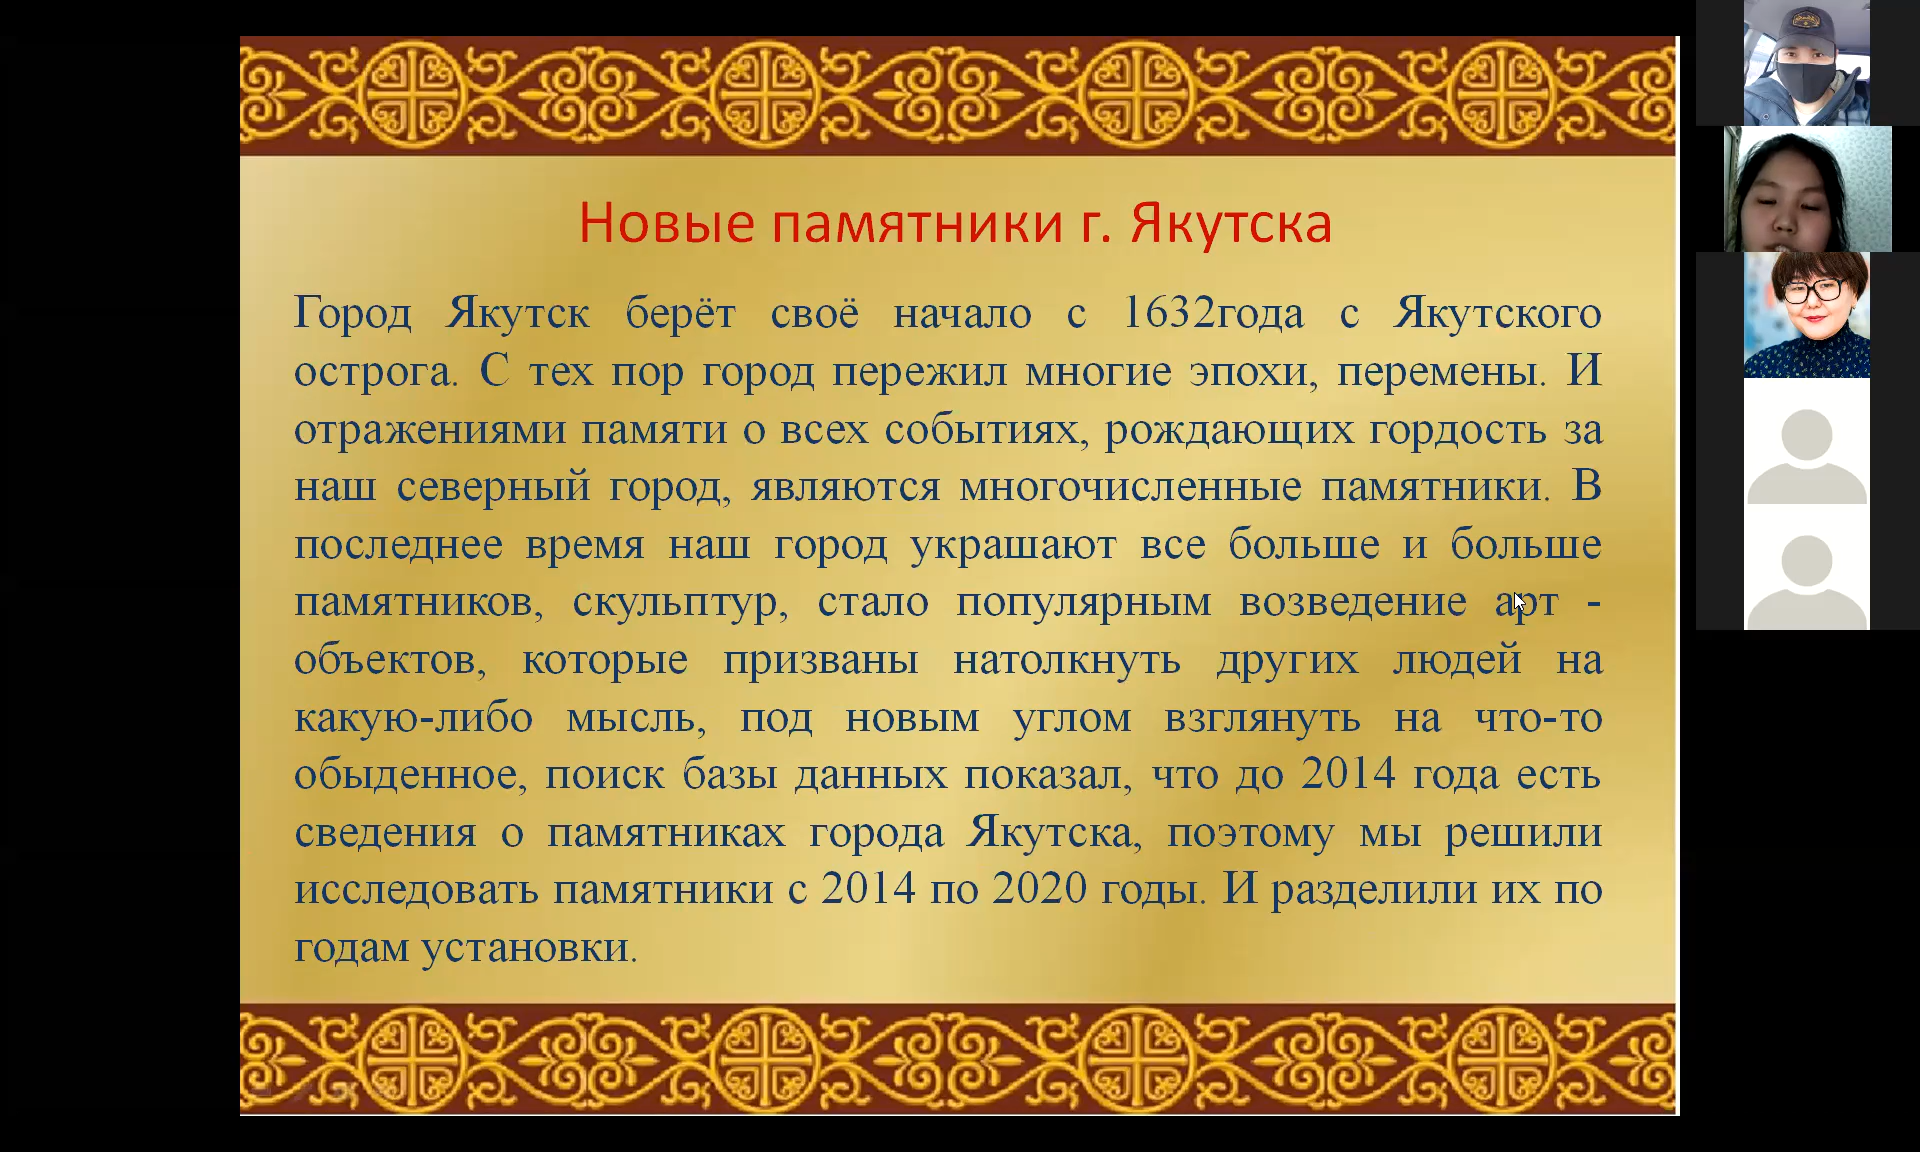 Новые памятники г. Якутска
Город Якутск берёт своё начало с 1632года с Якутского
острога. С тех пор город пережил многие эпохи, перемены. И
отражениями памяти о всех событиях, рождающих гордость за
наш северный город, являются многочисленные памятники. В
последнее время наш город украшают все больше и больше
памятников, скульптур, стало популярным возведение арт -
объектов, которые призваны натолкнуть других людей на
какую-либо мысль, под новым углом взглянуть на что-то
обыденное, поиск базы данных показал, что до 2014 года есть
сведения о памятниках города Якутска, поэтому мы решили
исследовать памятники с 2014 по 2020 годы. И разделили их по
годам установки.